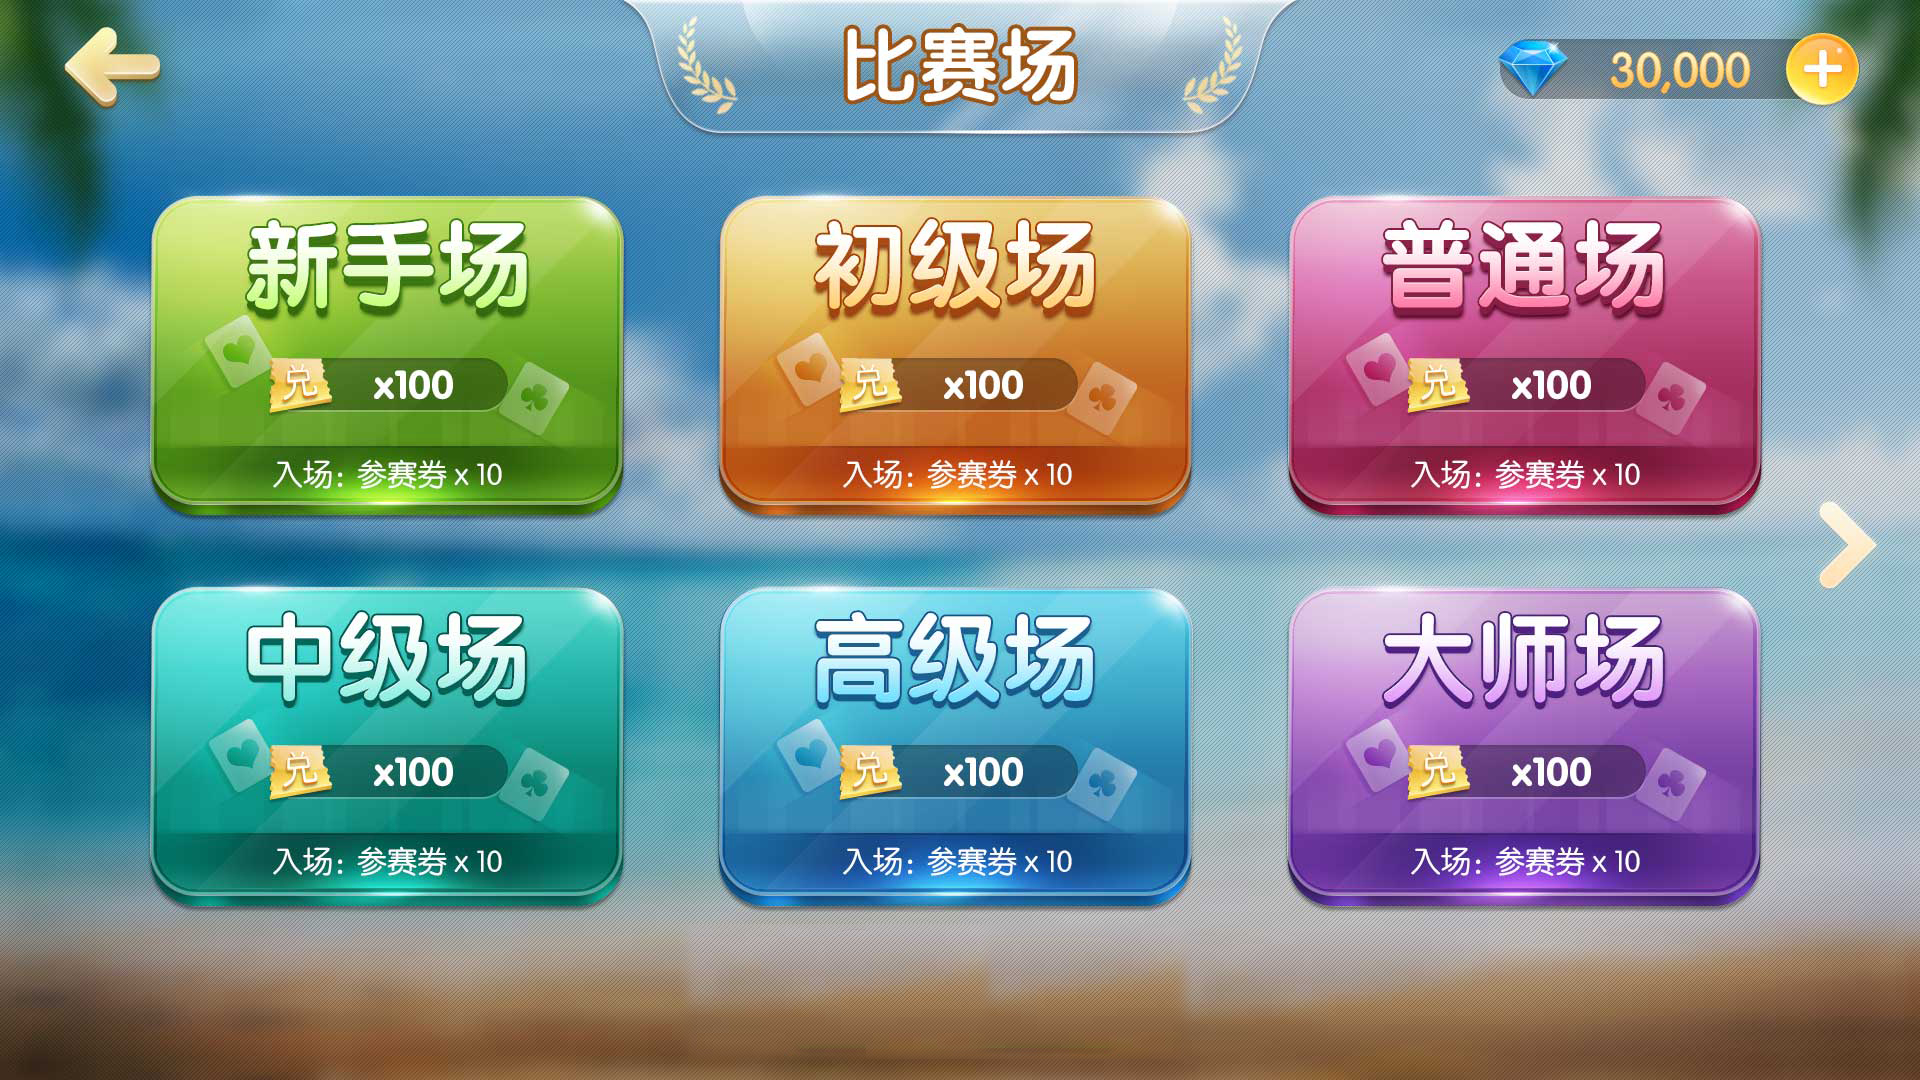 比赛场
30,000
新手场
兑 x100
入场：参赛券 x 10
初级场
兑 x100
入场：参赛券 x 10
普通场
兑 x100
入场：参赛券 x 10
中级场
兑 x100
入场：参赛券 x 10
高级场
兑 x100
入场：参赛券 x 10
大师场
兑 x100
入场：参赛券 x 10